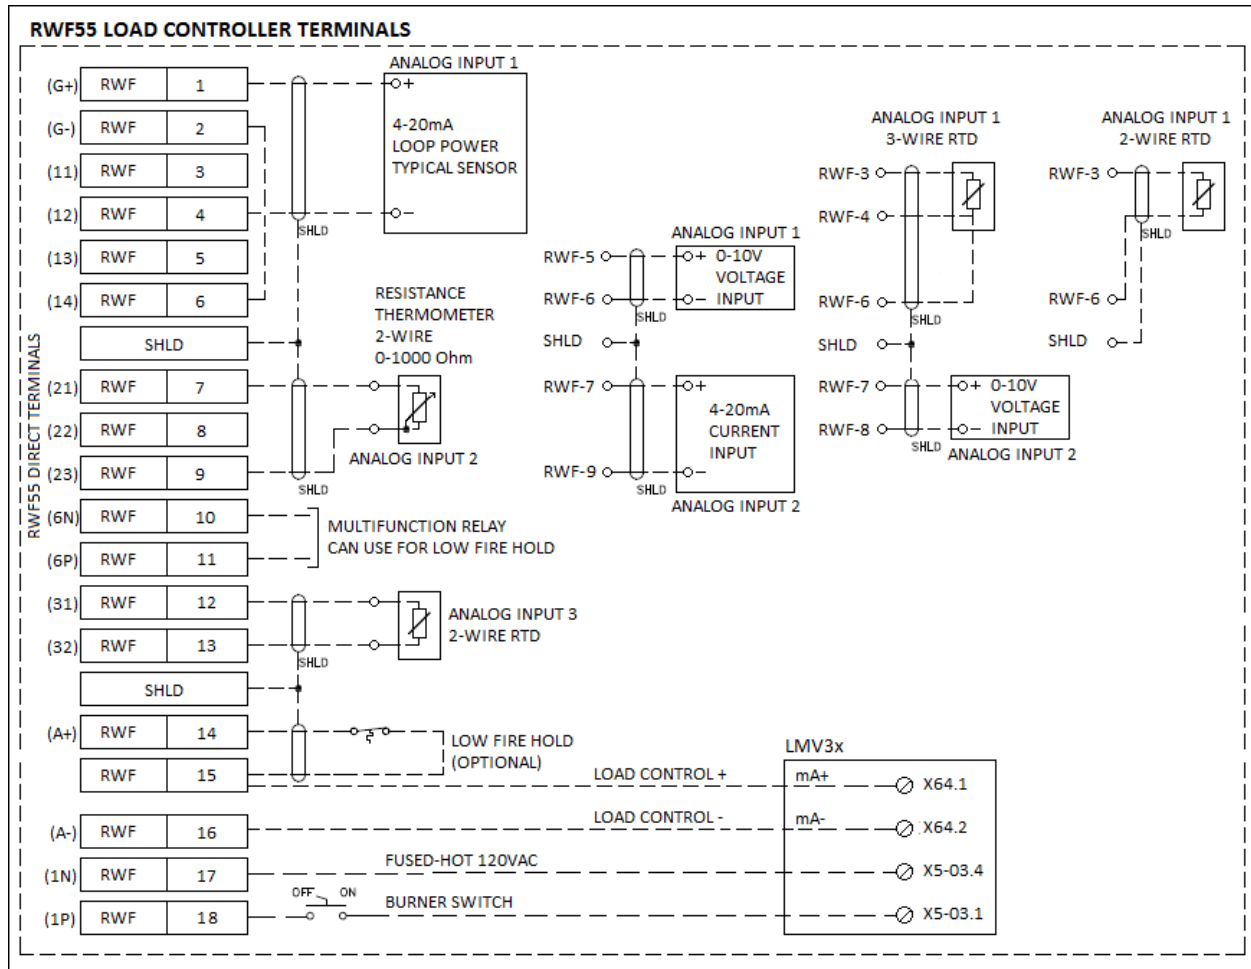 RWF55 LOAD CONTROLLER TERMINALS
RWF55 DIRECT TERMINALS
(G+) RWF 1
(G-) RWF 2
(11) RWF 3
(12) RWF 4
(13) RWF 5
(14) RWF 6
SHLD
(21) RWF 7
(22) RWF 8
(23) RWF 9
(6N) RWF 10
(6P) RWF 11
(31) RWF 12
(32) RWF 13
SHLD
(A+) RWF 14
RWF 15
(A-) RWF 16
(1N) RWF 17
(1P) RWF 18
ANALOG INPUT 1
+
4-20mA
LOOP POWER
TYPICAL SENSOR
-
SHLD
RESISTANCE
THERMOMETER
2-WIRE
0-1000 Ohm
ANALOG INPUT 2
SHLD
MULTIFUNCTION RELAY
CAN USE FOR LOW FIRE HOLD
ANALOG INPUT 3
2-WIRE RTD
SHLD
LOW FIRE HOLD
(OPTIONAL)
LOAD CONTROL +
LOAD CONTROL -
FUSED-HOT 120VAC
OFF ON
BURNER SWITCH
LMV3x
mA+ X64.1
mA- X64.2
X5-03.4
X5-03.1
ANALOG INPUT 1
RWF-5 + 0-10V
VOLTAGE
RWF-6 - INPUT
SHLD
SHLD
RWF-7 +
4-20mA
CURRENT
INPUT
RWF-9 -
SHLD
ANALOG INPUT 2
ANALOG INPUT 1
3-WIRE RTD
RWF-3
RWF-4
RWF-6
SHLD
SHLD
RWF-7 + 0-10V
VOLTAGE
RWF-8 - INPUT
SHLD
ANALOG INPUT 2
ANALOG INPUT 1
2-WIRE RTD
RWF-3
SHLD
RWF-6
SHLD